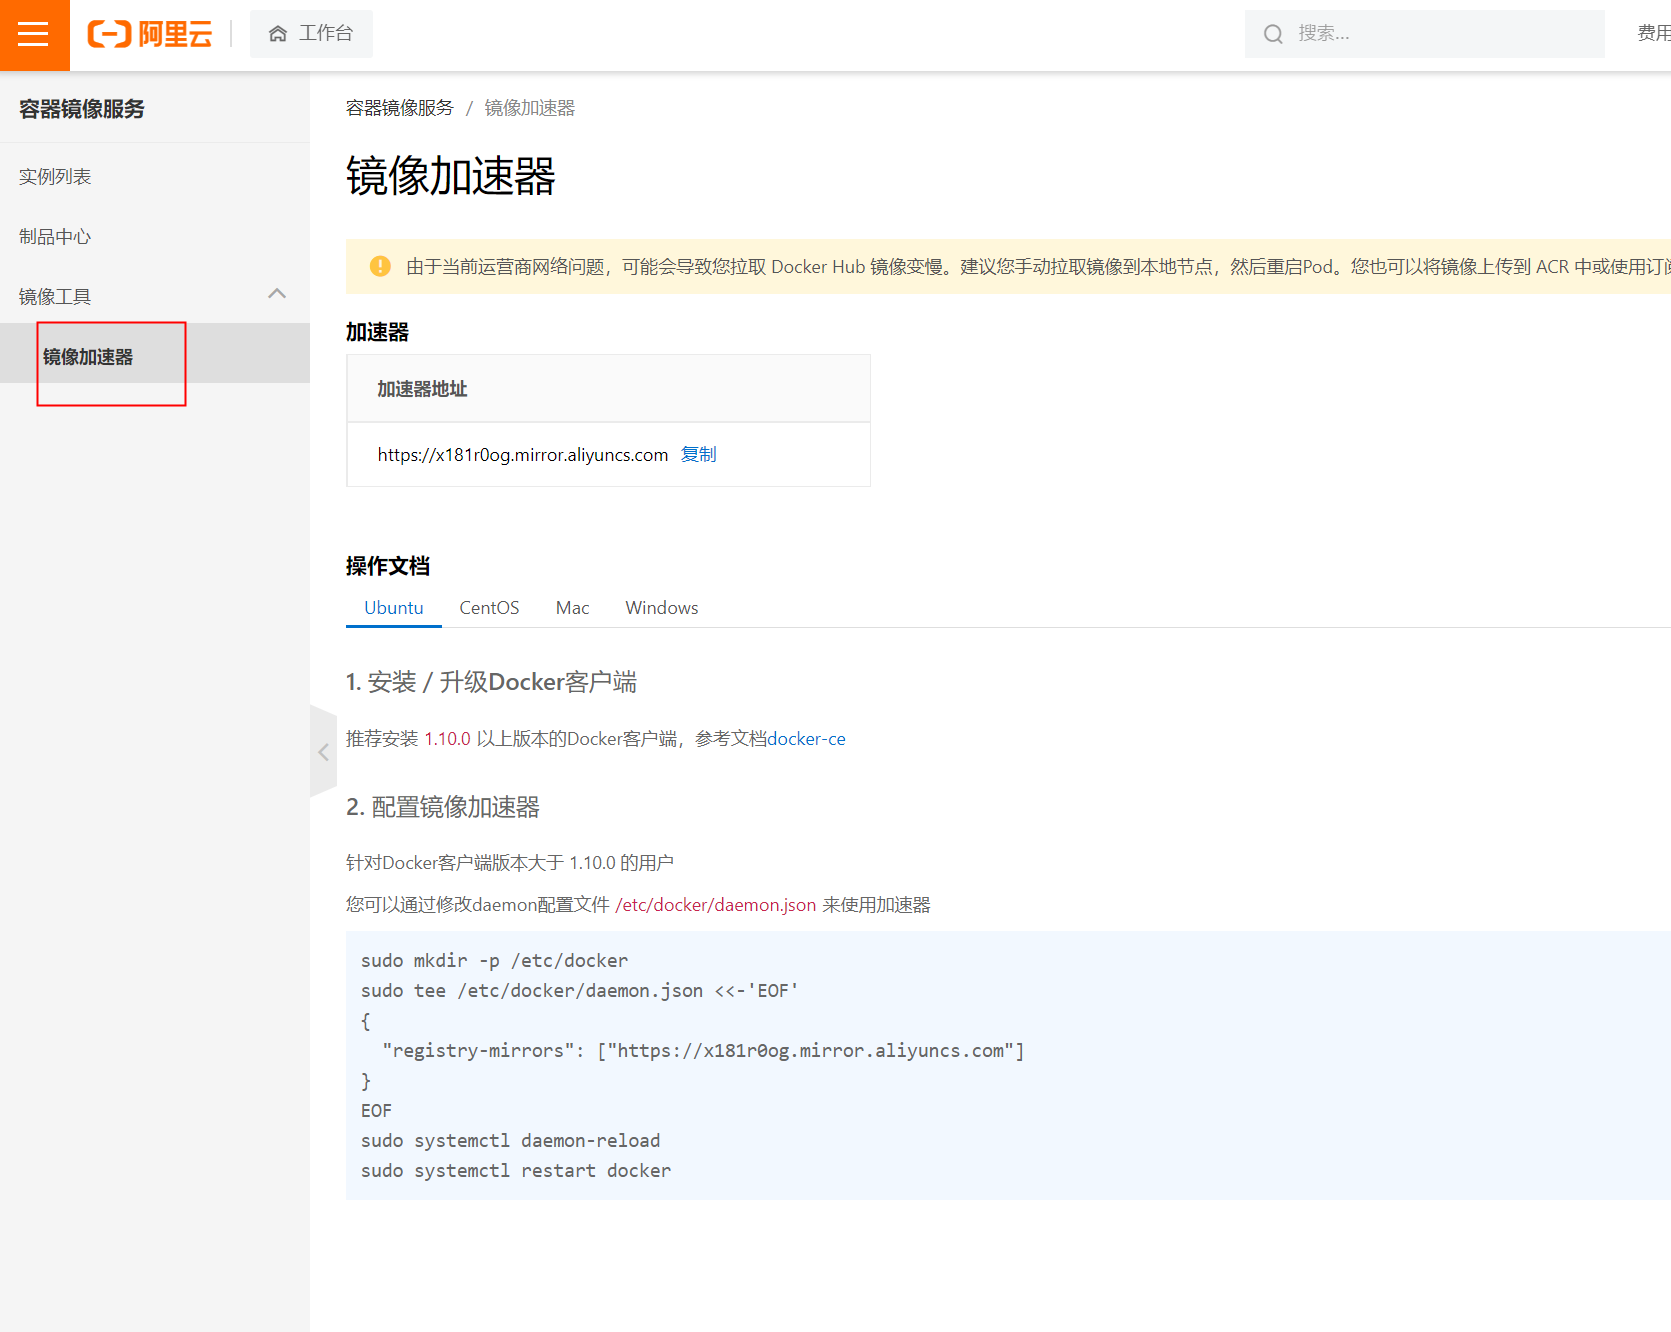 阿里云
工作台
搜索...
费用
容器镜像服务
实例列表
制品中心
镜像工具
镜像加速器
容器镜像服务 / 镜像加速器
镜像加速器
由于当前运营商网络问题，可能会导致您拉取 Docker Hub 镜像变慢。建议您手动拉取镜像到本地节点，然后重启Pod。您也可以将镜像上传到 ACR 中或使用订阅
加速器
加速器地址
https://x181r0og.mirror.aliyuncs.com 复制
操作文档
Ubuntu CentOS Mac Windows
1. 安装 / 升级Docker客户端
推荐安装 1.10.0 以上版本的Docker客户端，参考文档docker-ce
2. 配置镜像加速器
针对Docker客户端版本大于 1.10.0 的用户
您可以通过修改daemon配置文件 /etc/docker/daemon.json 来使用加速器
sudo mkdir -p /etc/docker
sudo tee /etc/docker/daemon.json <<-'EOF'
{
  "registry-mirrors": ["https://x181r0og.mirror.aliyuncs.com"]
}
EOF
sudo systemctl daemon-reload
sudo systemctl restart docker